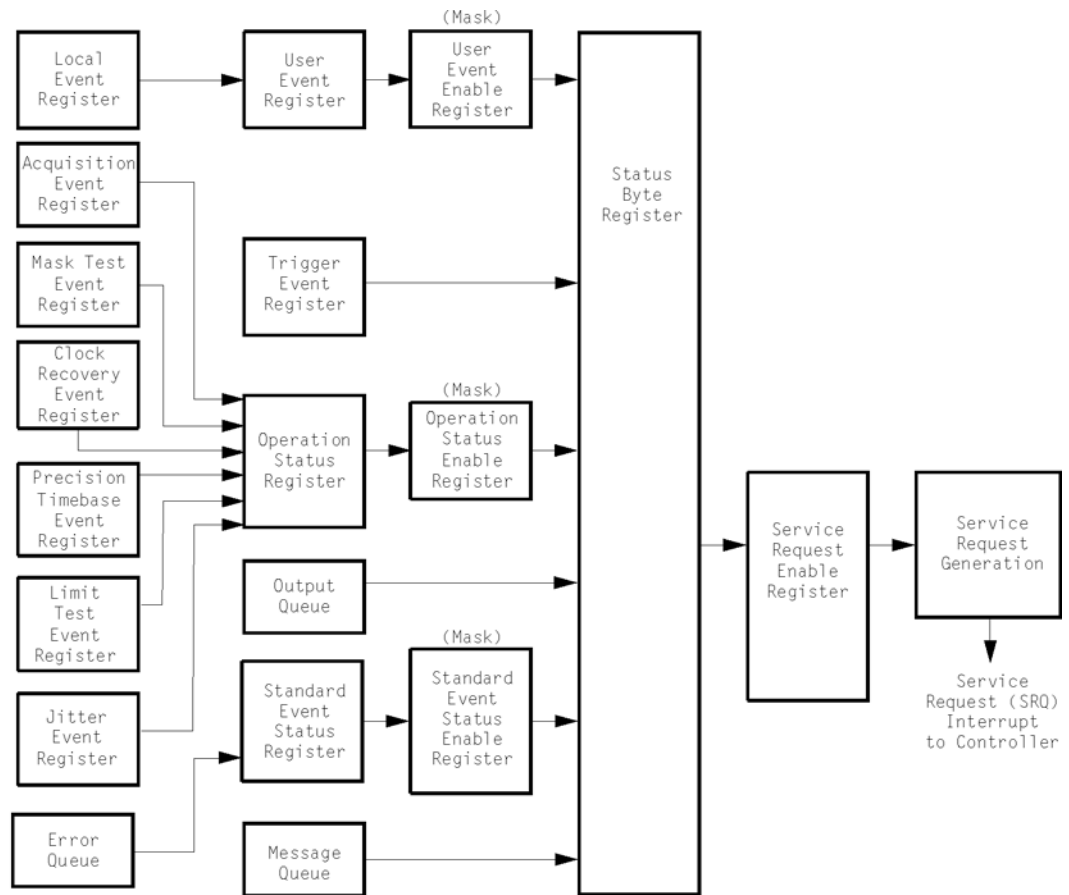 Local
Event
Register
User
Event
Register
(Mask)
User
Event
Enable
Register
Acquisition
Event
Register
Mask Test
Event
Register
Trigger
Event
Register
Status
Byte
Register
Clock
Recovery
Event
Register
Operation
Status
Register
(Mask)
Operation
Status
Enable
Register
Precision
Timebase
Event
Register
Limit
Test
Event
Register
Output
Queue
Jitter
Event
Register
Standard
Event
Status
Register
(Mask)
Standard
Event
Status
Enable
Register
Error
Queue
Message
Queue
Service
Request
Enable
Register
Service
Request
Generation
Service
Request (SRQ)
Interrupt
to Controller